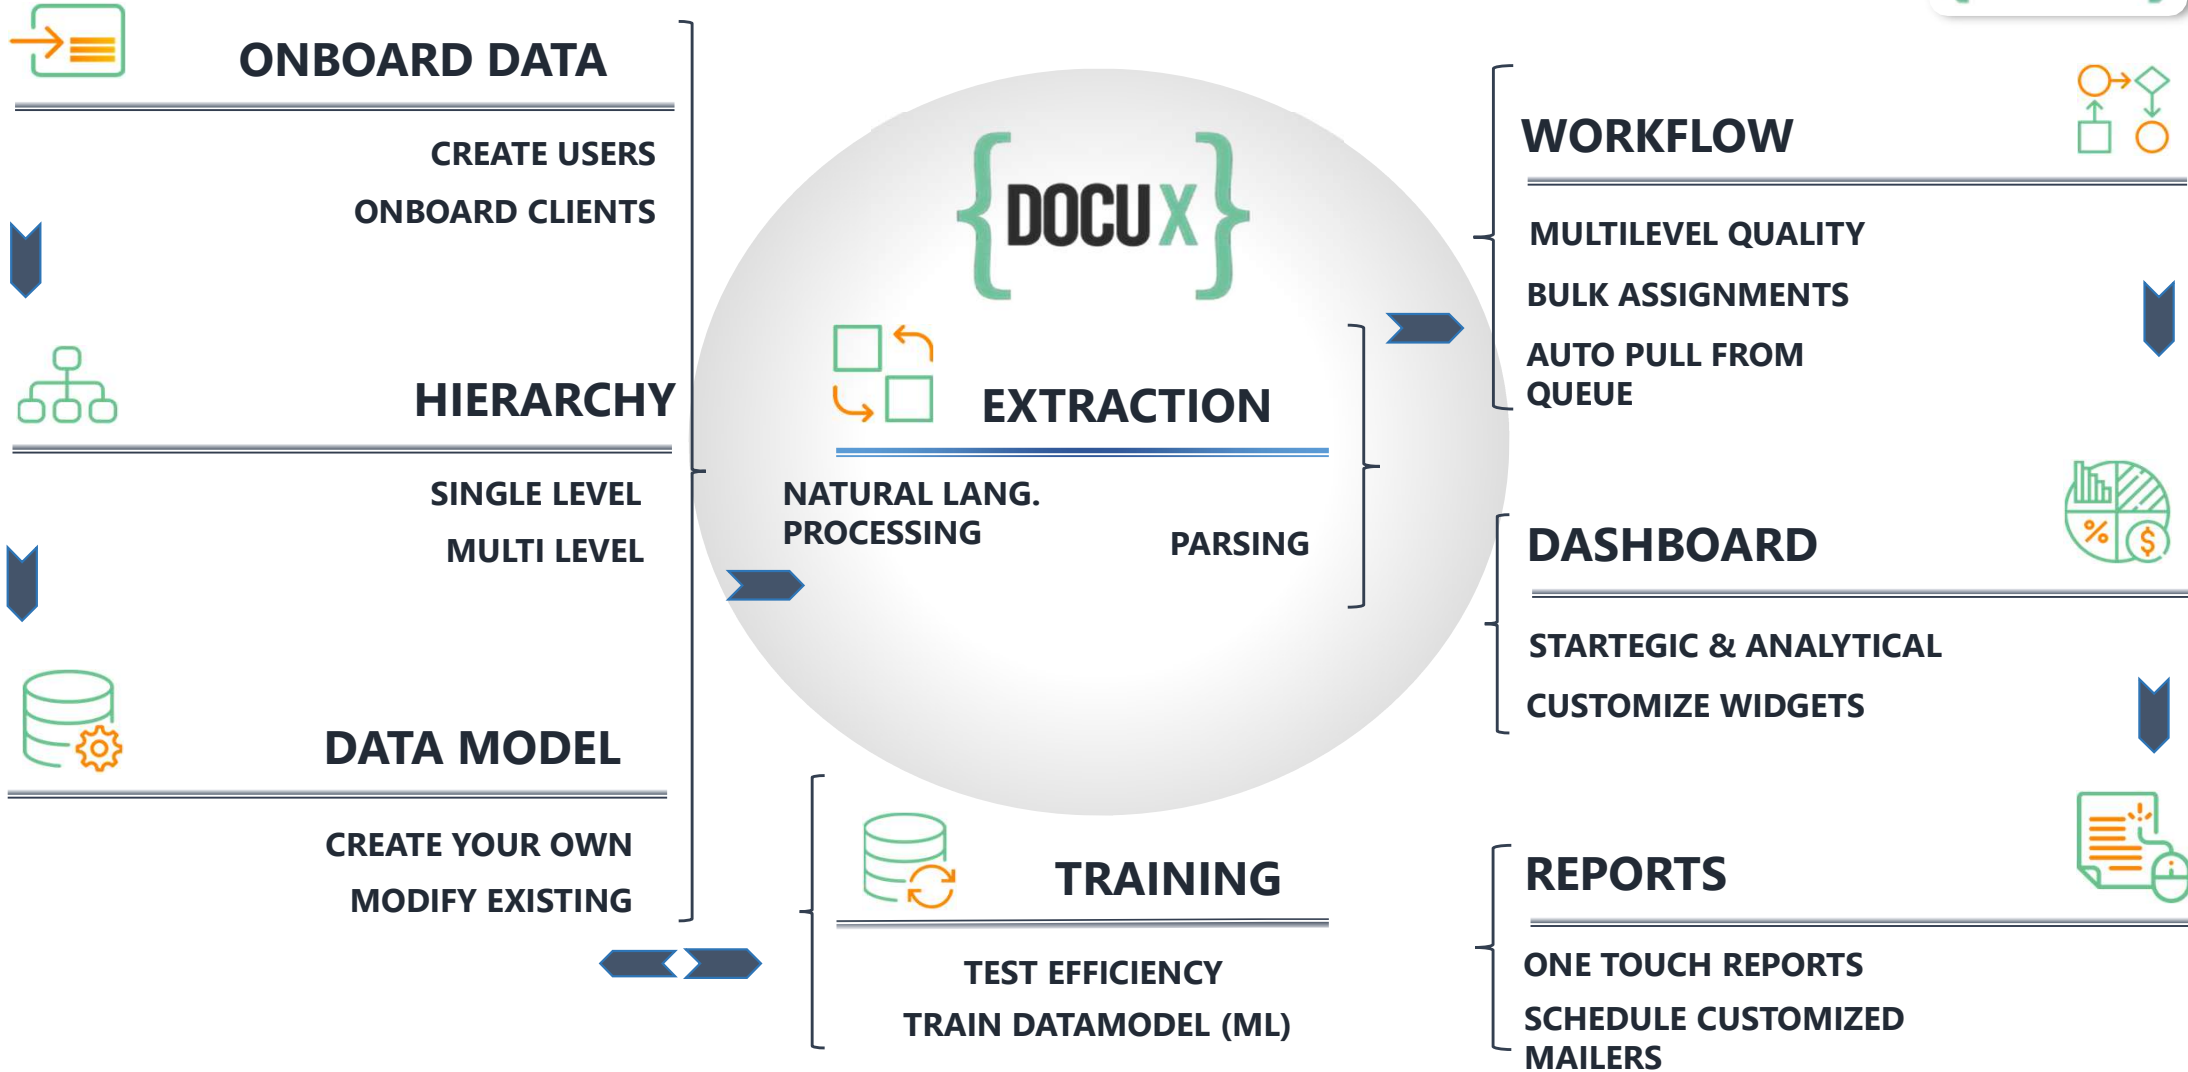 ONBOARD DATA
CREATE USERS
ONBOARD CLIENTS
HIERARCHY
SINGLE LEVEL
MULTI LEVEL
DATA MODEL
CREATE YOUR OWN
MODIFY EXISTING
{DOCUX}
EXTRACTION
NATURAL LANG.
PROCESSING
PARSING
TRAINING
TEST EFFICIENCY
TRAIN DATAMODEL (ML)
WORKFLOW
MULTILEVEL QUALITY
BULK ASSIGNMENTS
AUTO PULL FROM
QUEUE
DASHBOARD
% $
STARTEGIC & ANALYTICAL
CUSTOMIZE WIDGETS
REPORTS
ONE TOUCH REPORTS
SCHEDULE CUSTOMIZED
MAILERS